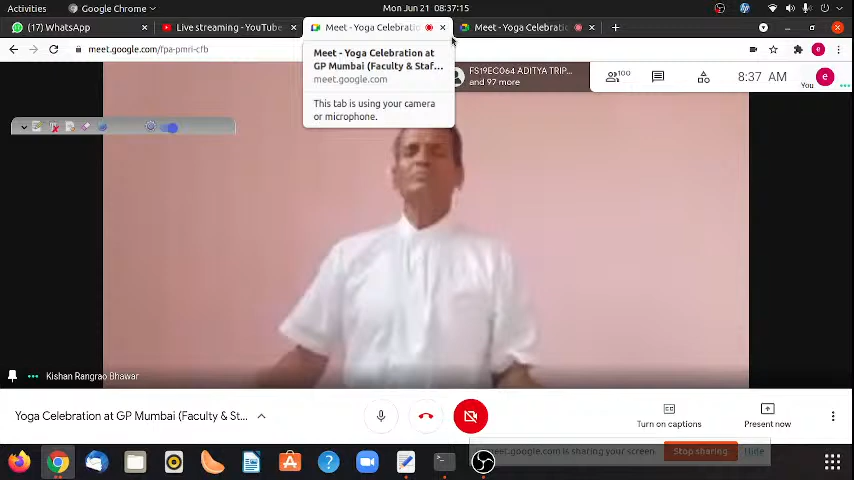 Activities
Google Chrome
Mon Jun 21 08:37:15
(17) WhatsApp
Live streaming - YouTube
Meet - Yoga Celebratio
Meet - Yoga Celebratio
meet.google.com/fpa-pmri-cfb
Meet - Yoga Celebration at
GP Mumbai (Faculty & Staf...
meet.google.com
This tab is using your camera
or microphone.
FS19EC064 ADITYA TRIP...
and 97 more
100
8:37 AM
e
You
Kishan Rangrao Bhawar
Yoga Celebration at GP Mumbai (Faculty & St...
Turn on captions
Present now
meet.google.com is sharing your screen
Stop sharing
Hide